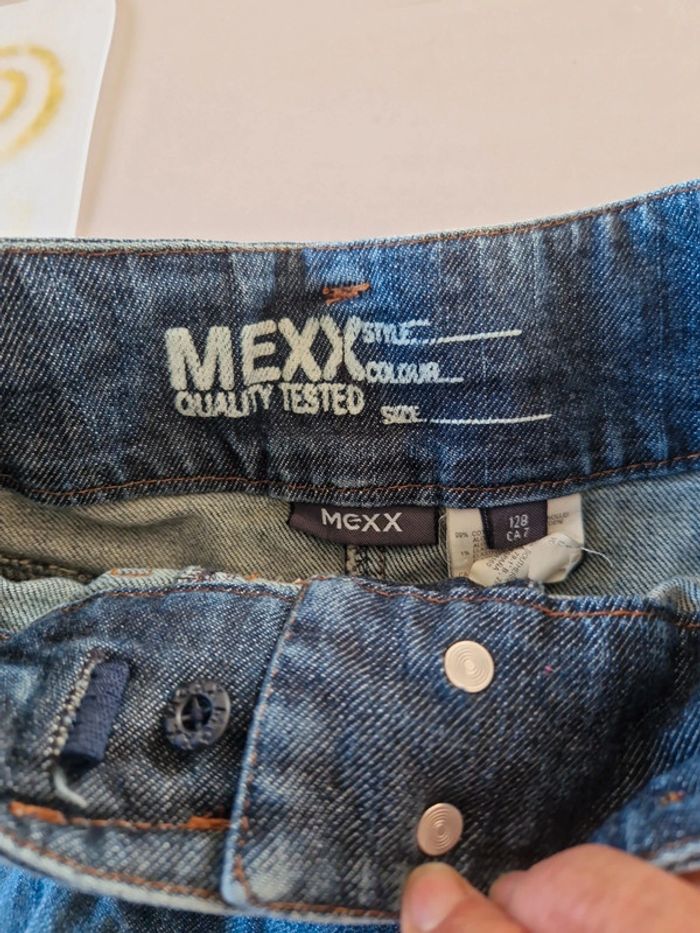 MEXX STYLE
COLOUR
QUALITY TESTED
SIZE
MEXX
128
CA 7